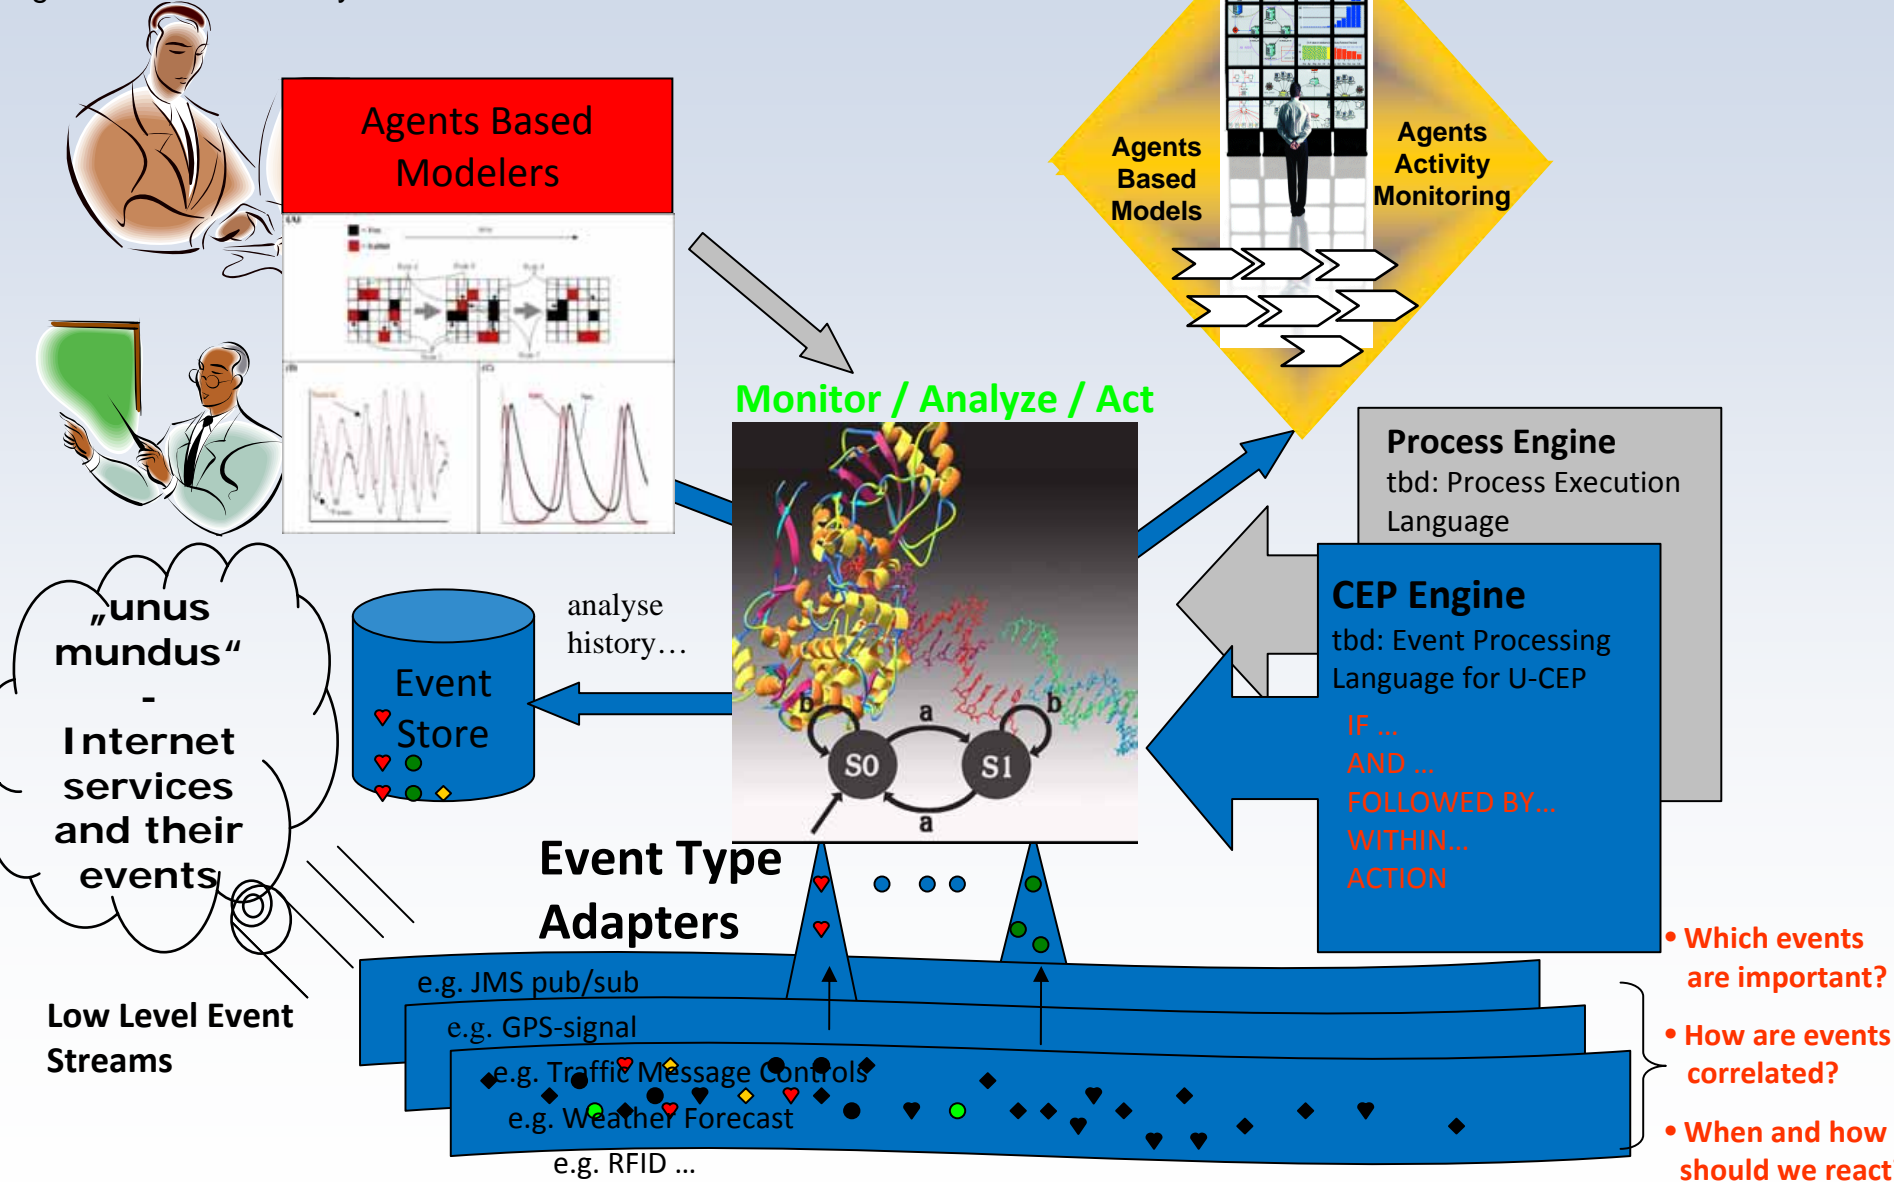 Agents Based
Modelers
Agents
Based
Models
Agents
Activity
Monitoring
(A)
(B)
(C)
Monitor / Analyze / Act
Process Engine
tbd: Process Execution
Language
CEP Engine
tbd: Event Processing
Language for U-CEP
IF ...
AND ...
FOLLOWED BY...
WITHIN...
ACTION
„unus
mundus“
-
Internet
services
and their
events
analyse
history…
Event
Store
b
a
b
S0
S1
a
Event Type
Adapters
Low Level Event
Streams
e.g. JMS pub/sub
e.g. GPS-signal
e.g. Traffic Message Controls
e.g. Weather Forecast
e.g. RFID ...
• Which events
are important?
• How are events
correlated?
• When and how
should we react